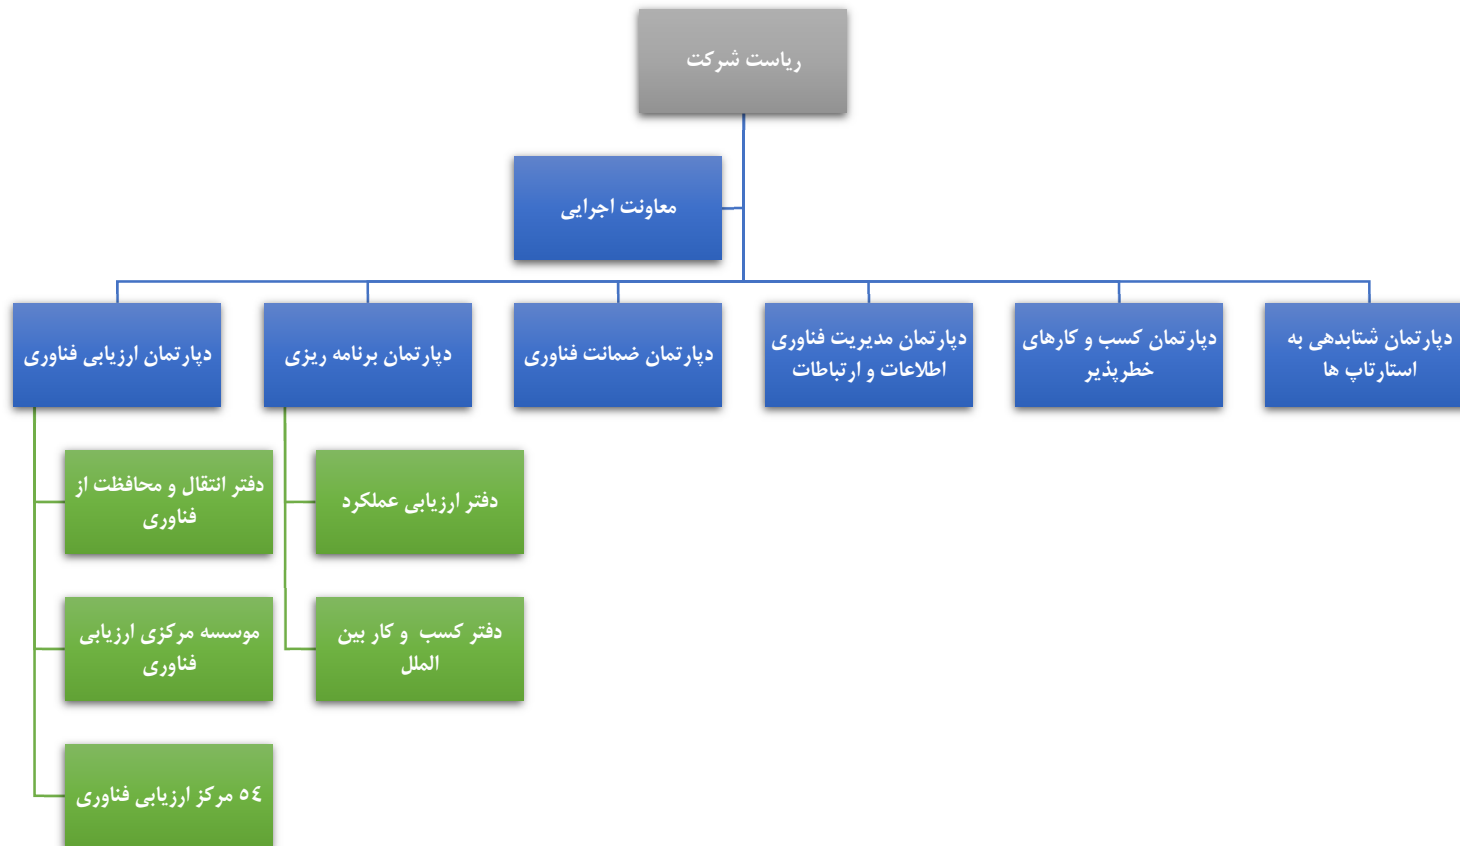 ریاست شرکت
معاونت اجرایی
دپارتمان شتابدهی به
استارتاپ ها
دپارتمان کسب و کارهای
خطرپذیر
دپارتمان مدیریت فناوری
اطلاعات و ارتباطات
دپارتمان ضمانت فناوری
دپارتمان برنامه ریزی
دپارتمان ارزیابی فناوری
دفتر ارزیابی عملکرد
دفتر کسب و کار بین
الملل
دفتر انتقال و محافظت از
فناوری
موسسه مرکزی ارزیابی
فناوری
٥٤ مرکز ارزیابی فناوری